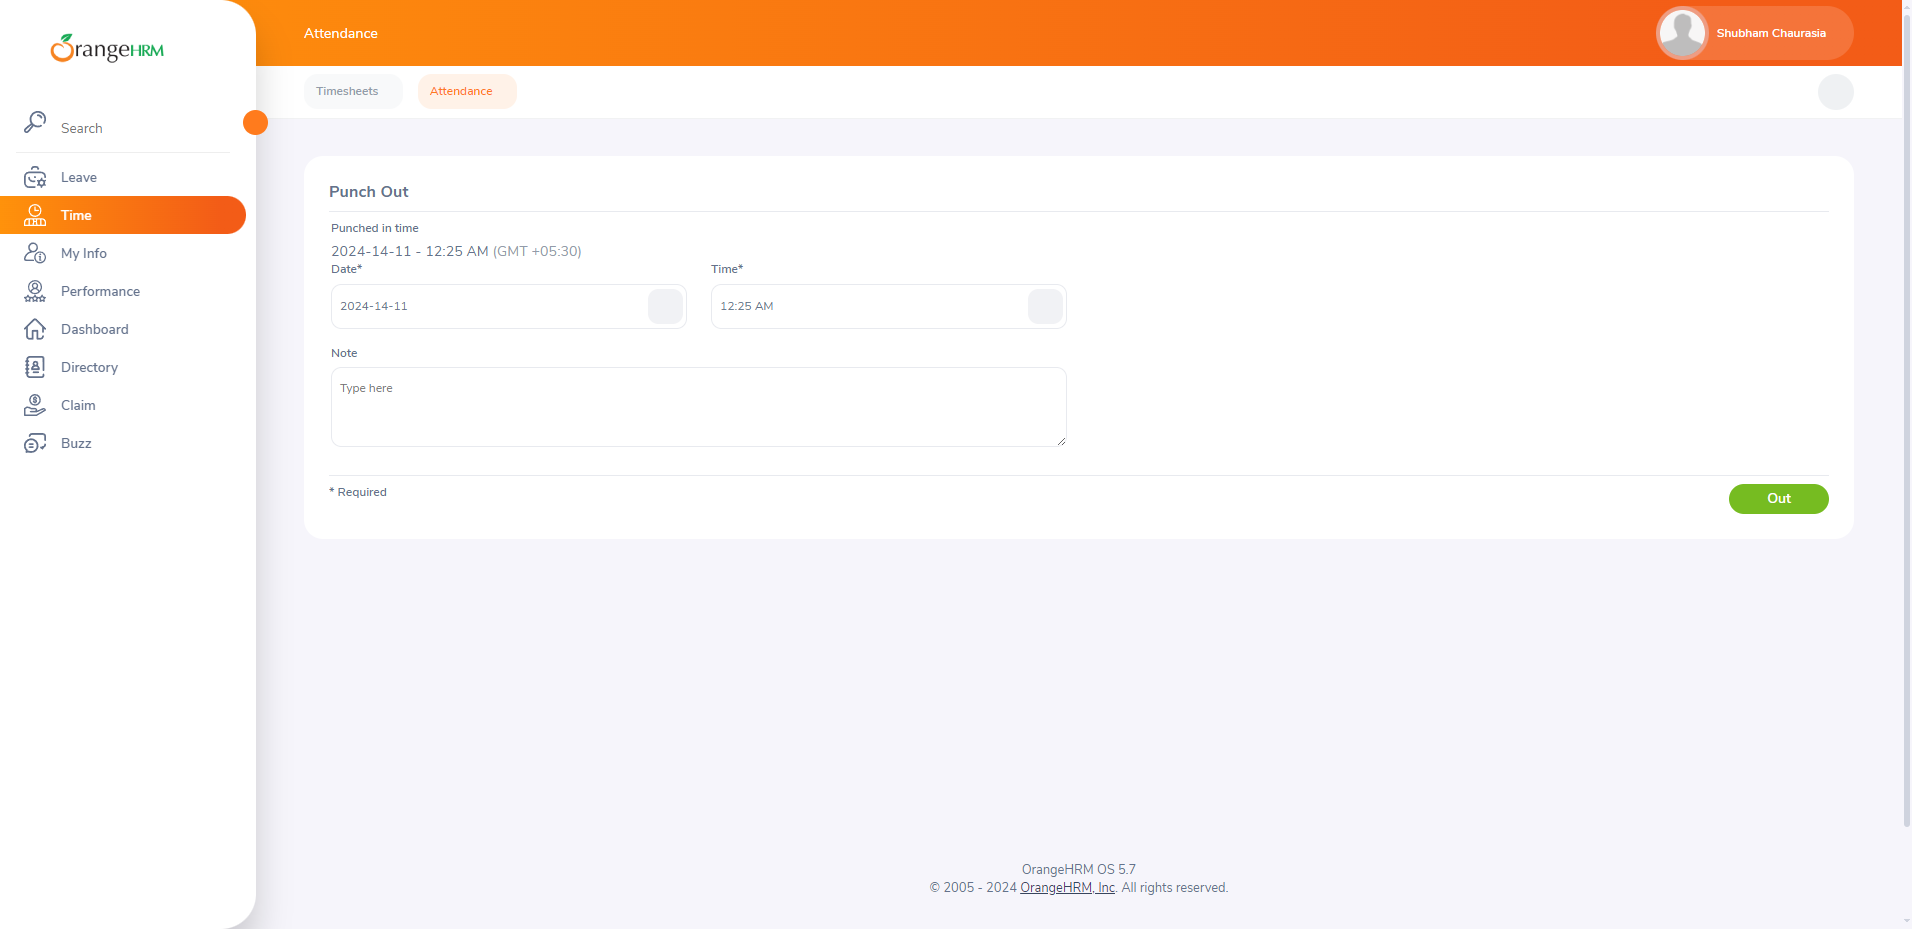 OrangeHRM
Search
Leave
Time
My Info
Performance
Dashboard
Directory
Claim
Buzz
Attendance
Shubham Chaurasia
Timesheets
Attendance
Punch Out
Punched in time
2024-14-11 - 12:25 AM (GMT +05:30)
Date*
Time*
2024-14-11
12:25 AM
Note
Type here
* Required
Out
OrangeHRM OS 5.7
© 2005 - 2024 OrangeHRM, Inc. All rights reserved.